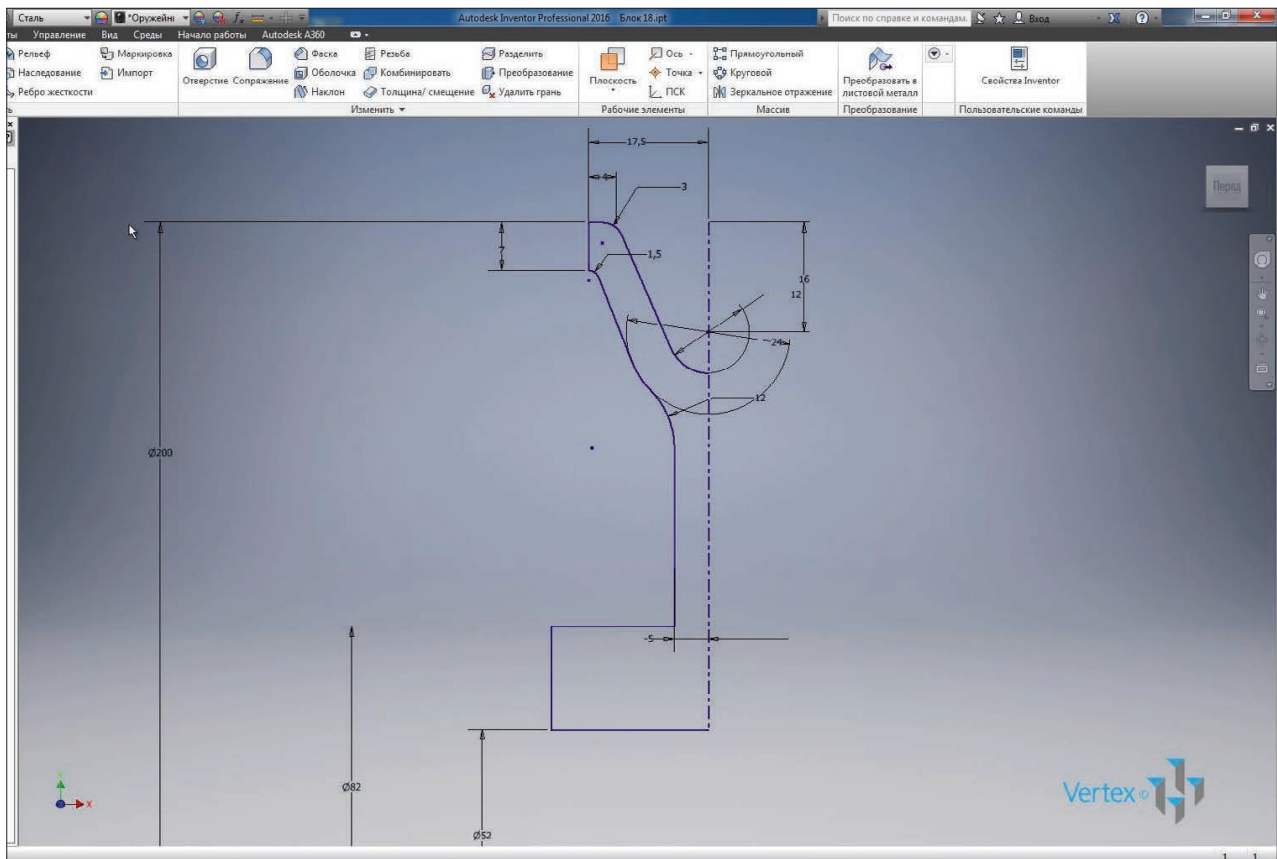 Сталь *Оружейн fx Autodesk Inventor Professional 2016 Блок 18.ipt Поиск по справке и командам. Вход
ты Управление Вид Среды Начало работы Autodesk A360
Рельеф Маркировка Фаска Резьба Разделить Ось Прямоугольный
Наследование Импорт Отверстие Сопряжение Оболочка Комбинировать Преобразование Плоскость Точка Круговой Преобразовать в листовой металл Свойства Inventor
Ребро жесткости Наклон Толщина/ смещение Удалить грань ПСК Зеркальное отражение
Изменить Рабочие элементы Массив Преобразование Пользовательские команды
17,5
Перед
4
3
7
1,5
16
12
24
12
Ø200
5
Ø82
Ø52
X
Vertex ©
1 1